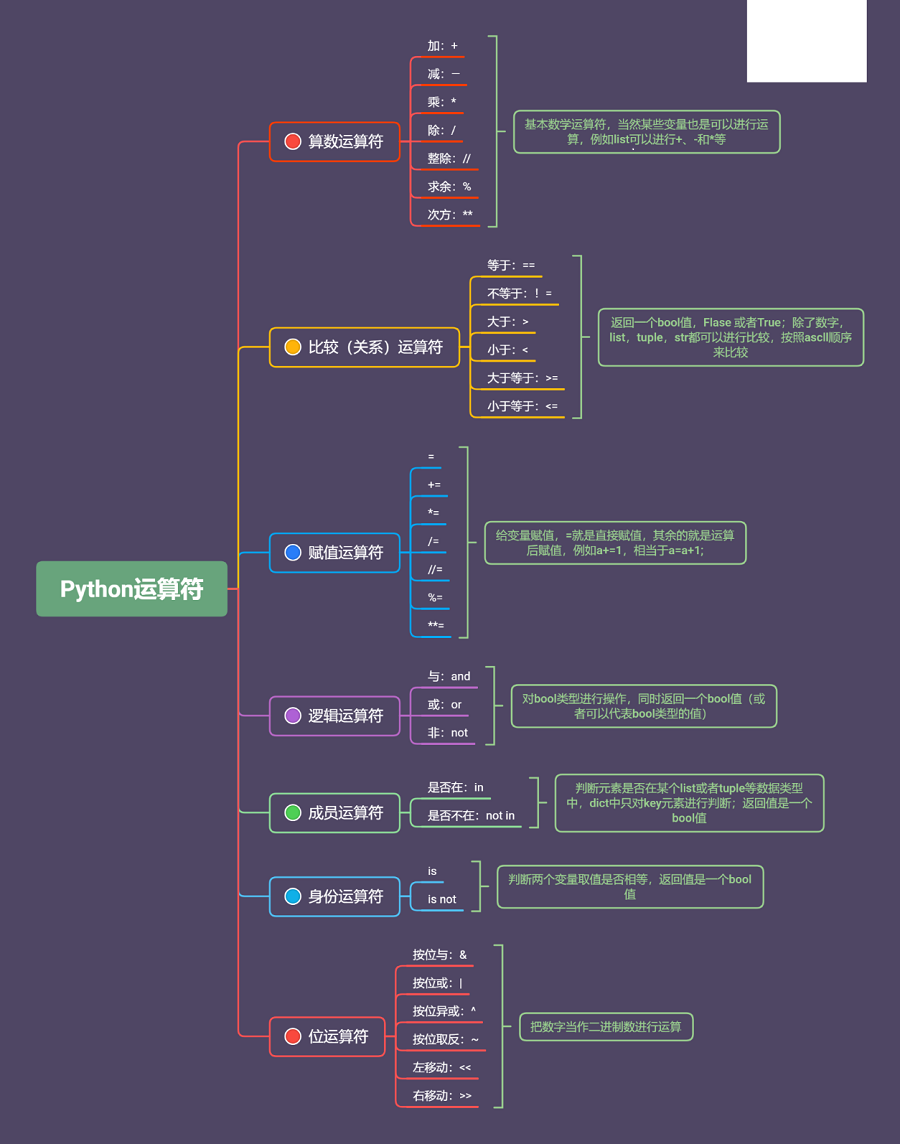 Python运算符
算数运算符
加：+
减：—
乘：*
除：/
整除：//
求余：%
次方：**
基本数学运算符，当然某些变量也是可以进行运
算，例如list可以进行+、-和*等
比较（关系）运算符
等于：==
不等于：！=
大于：>
小于：<
大于等于：>=
小于等于：<=
返回一个bool值，Flase 或者True；除了数字，
list，tuple，str都可以进行比较，按照ascll顺序
来比较
赋值运算符
=
+=
*=
/=
//=
%=
**=
给变量赋值，=就是直接赋值，其余的就是运算
后赋值，例如a+=1，相当于a=a+1;
逻辑运算符
与：and
或：or
非：not
对bool类型进行操作，同时返回一个bool值（或
者可以代表bool类型的值）
成员运算符
是否在：in
是否不在：not in
判断元素是否在某个list或者tuple等数据类型
中，dict中只对key元素进行判断；返回值是一个
bool值
身份运算符
is
is not
判断两个变量取值是否相等，返回值是一个bool
值
位运算符
按位与：&
按位或：|
按位异或：^
按位取反：~
左移动：<<
右移动：>>
把数字当作二进制数进行运算